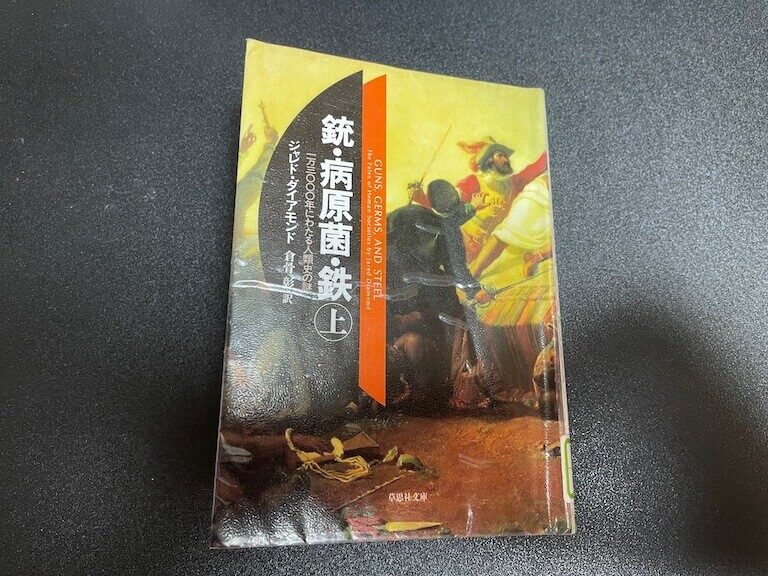 GUNS, GERMS, AND STEEL
The Fates of Human Societies by Jared Diamond
銃・病原菌・鉄 上
一万三〇〇〇年にわたる人類史の謎
ジャレド・ダイアモンド 倉骨彰 訳
草思社文庫